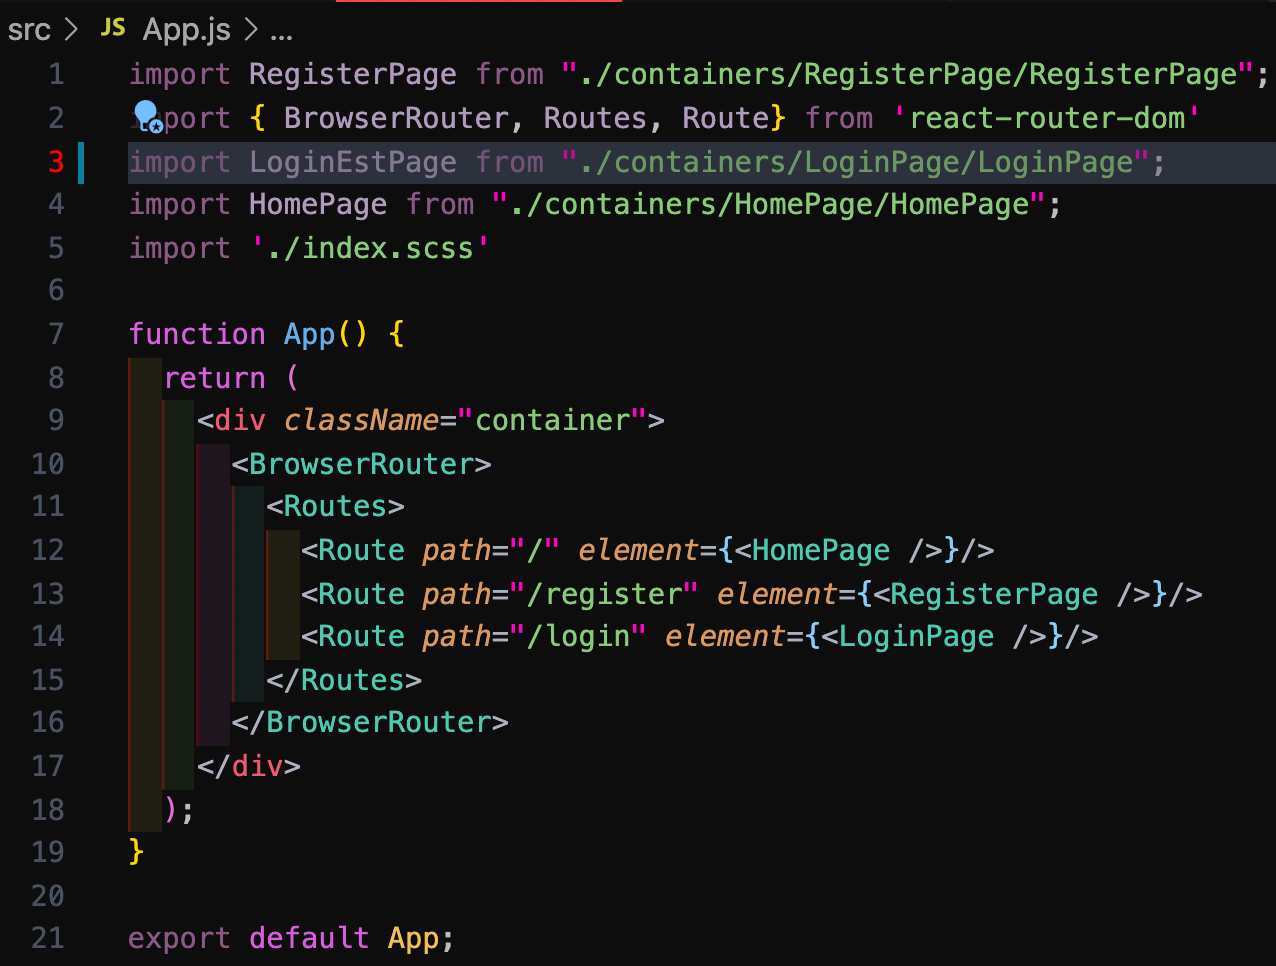 src > JS App.js > ...
1 import RegisterPage from "./containers/RegisterPage/RegisterPage";
2 import { BrowserRouter, Routes, Route} from 'react-router-dom'
3 import LoginEstPage from "./containers/LoginPage/LoginPage";
4 import HomePage from "./containers/HomePage/HomePage";
5 import './index.scss'
6
7 function App() {
8   return (
9     <div className="container">
10       <BrowserRouter>
11         <Routes>
12           <Route path="/" element={<HomePage />}/>
13           <Route path="/register" element={<RegisterPage />}/>
14           <Route path="/login" element={<LoginPage />}/>
15         </Routes>
16       </BrowserRouter>
17     </div>
18   );
19 }
20
21 export default App;